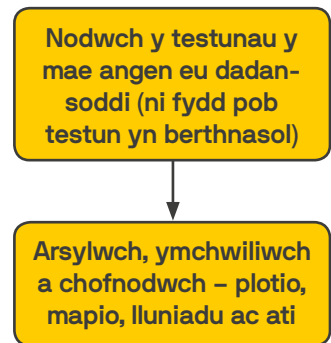 Nodwch y testunau y
mae angen eu dadan-
soddi (ni fydd pob
testun yn berthnasol)
Arsylwch, ymchwiliwch
a chofnodwch – plotio,
mapio, lluniadu ac ati